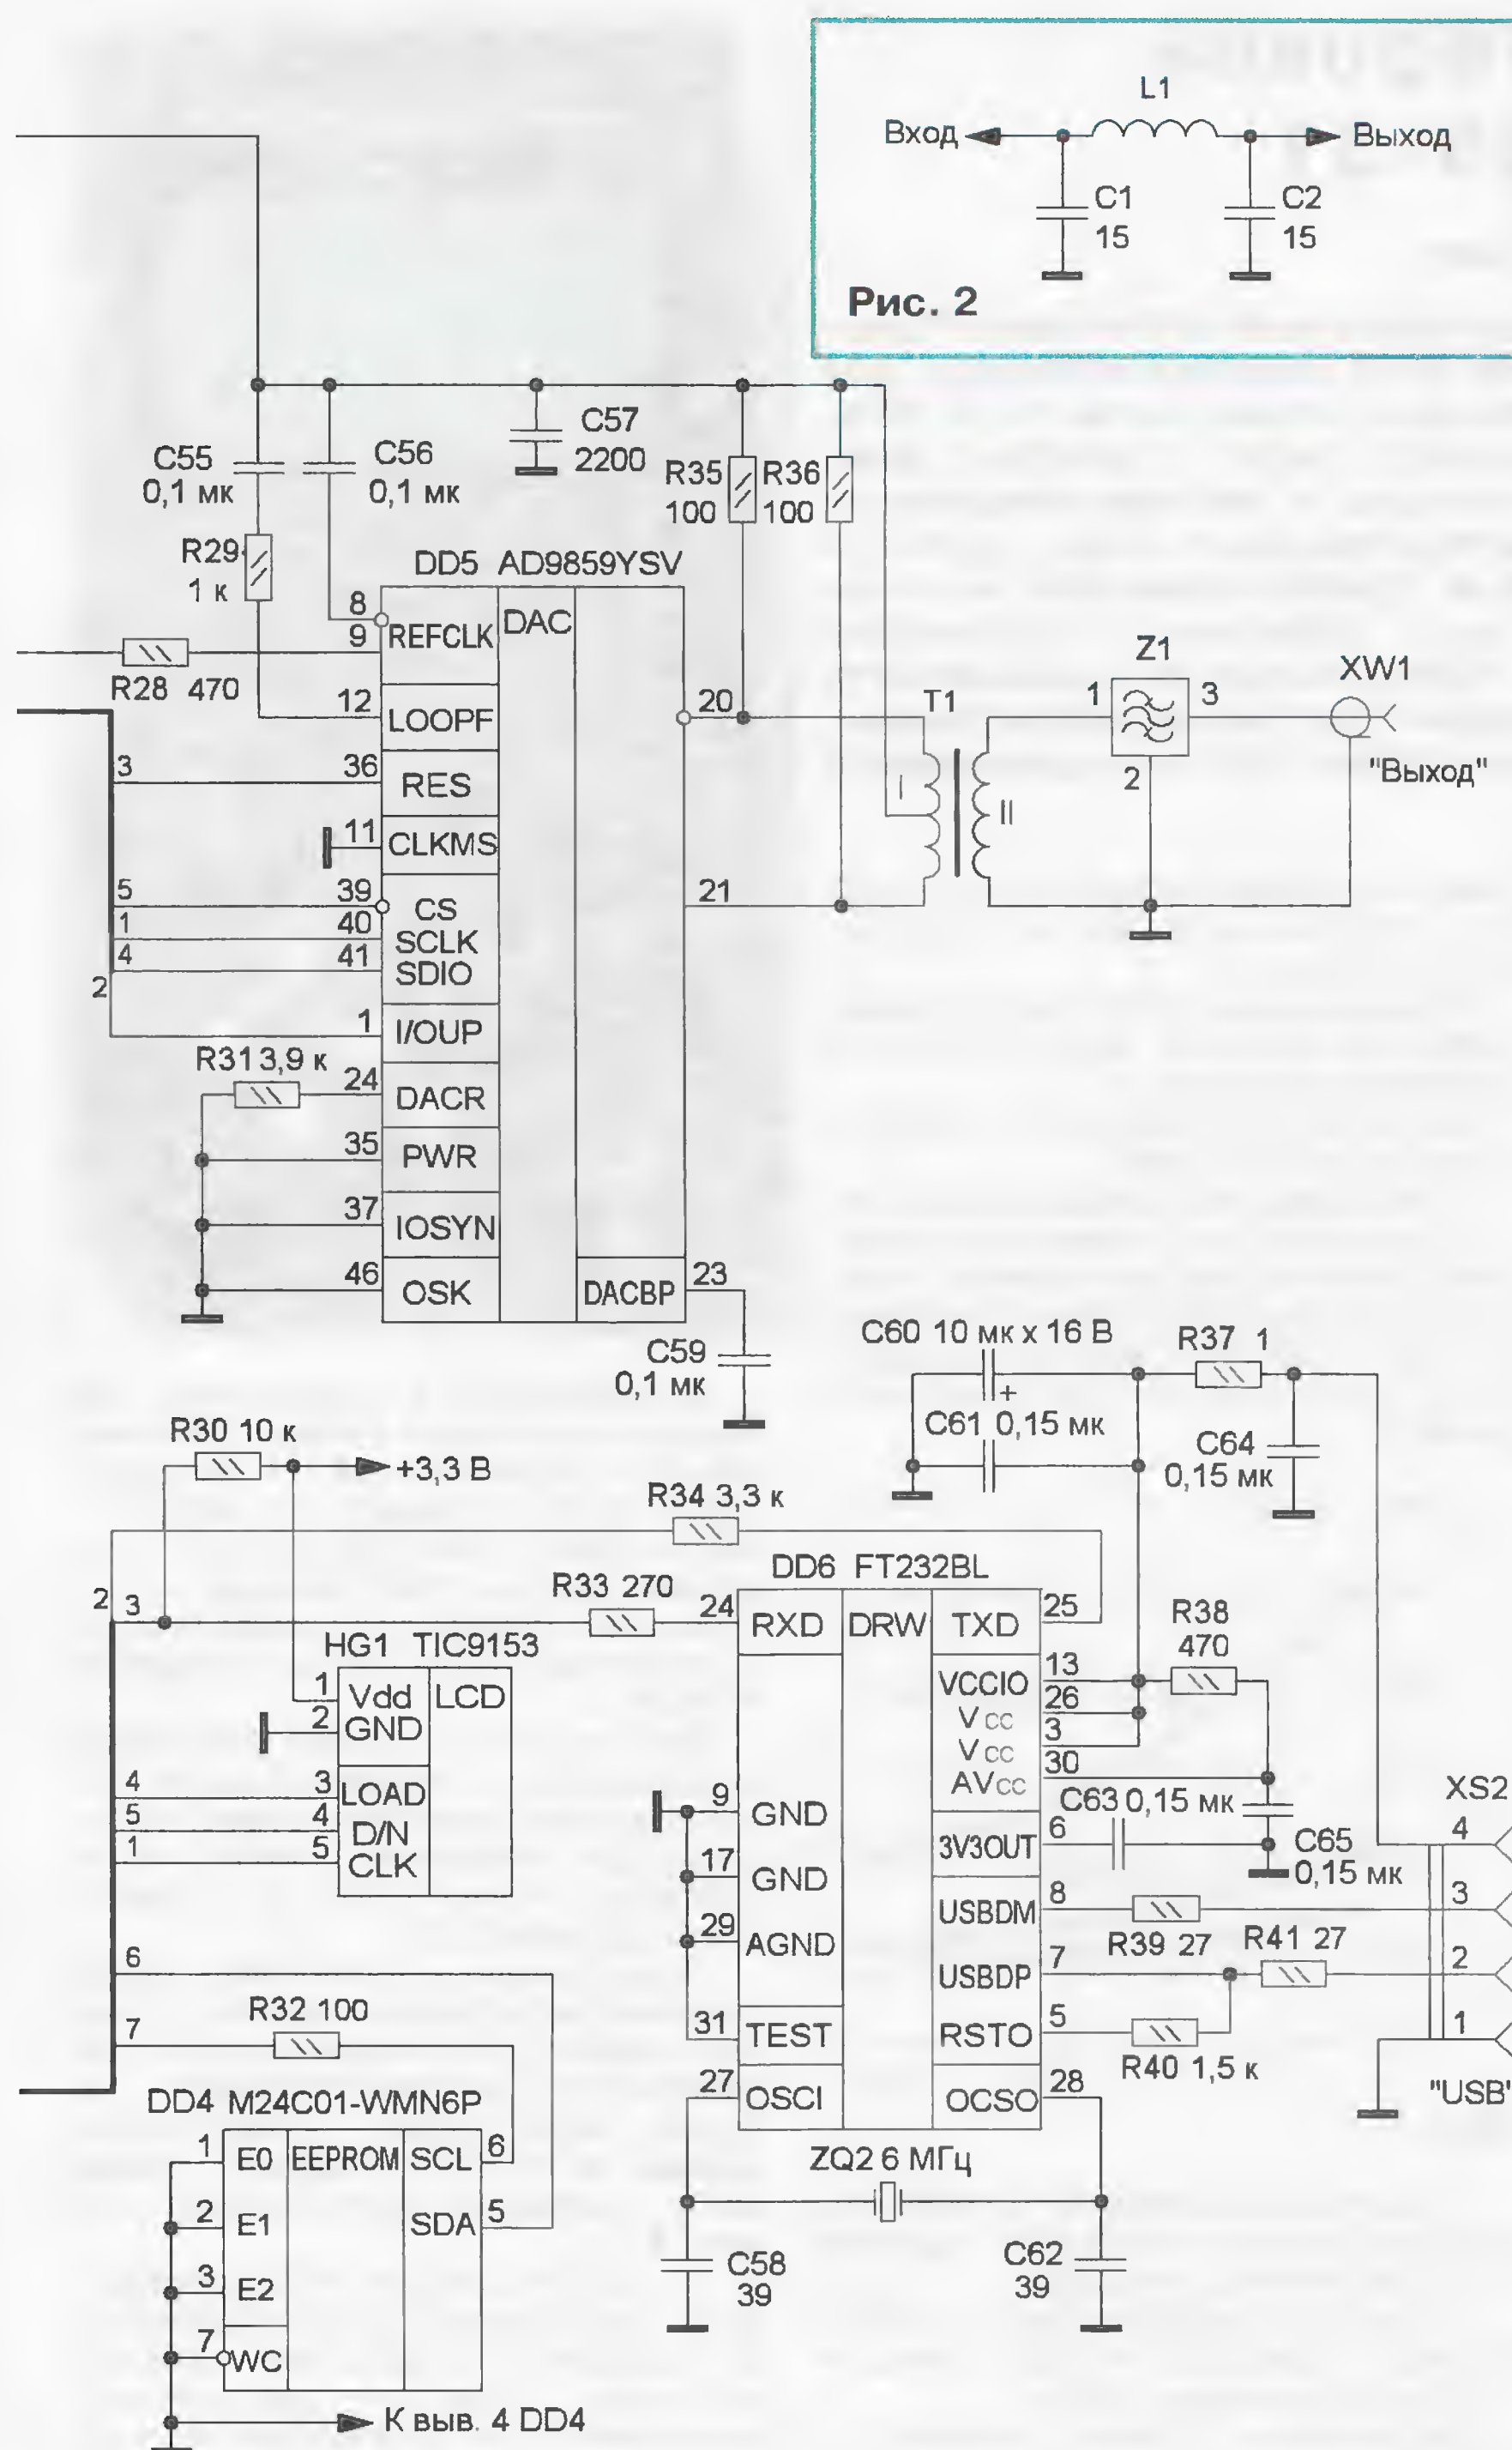 L1
Вход
Выход
C1
15
C2
15
Рис. 2
C55
0,1 мк
C56
0,1 мк
C57
2200
R35
100
R36
100
R29
1 к
DD5 AD9859YSV
8
9
REFCLK
DAC
R28 470
12
LOOPF
20
T1
Z1
1
3
2
XW1
"Выход"
3
36
RES
I
II
11
CLKMS
5
39
CS
21
1
40
SCLK
4
41
SDIO
2
1
I/OUP
R31 3,9 к
24
DACR
35
PWR
37
IOSYN
46
OSK
DACBP
23
C59
0,1 мк
C60 10 мк x 16 В
+
R37 1
C61 0,15 мк
C64
0,15 мк
R30 10 к
+3,3 В
R34 3,3 к
DD6 FT232BL
2
3
R33 270
24
RXD
DRW
TXD
25
R38
470
HG1 TIC9153
1
Vdd
LCD
2
GND
4
3
LOAD
5
4
D/N
1
5
CLK
VCCIO
13
Vcc
26
Vcc
3
AVcc
30
9
GND
C63 0,15 мк
3V3OUT
6
C65
0,15 мк
XS2
4
17
GND
USBDM
8
R39 27
3
29
AGND
USBDP
7
R41 27
2
6
R32 100
7
31
TEST
RSTO
5
R40 1,5 к
1
"USB"
27
OSCI
OCSO
28
DD4 M24C01-WMN6P
1
E0
EEPROM
SCL
6
2
E1
SDA
5
3
E2
7
WC
ZQ2 6 МГц
C58
39
C62
39
К выв. 4 DD4